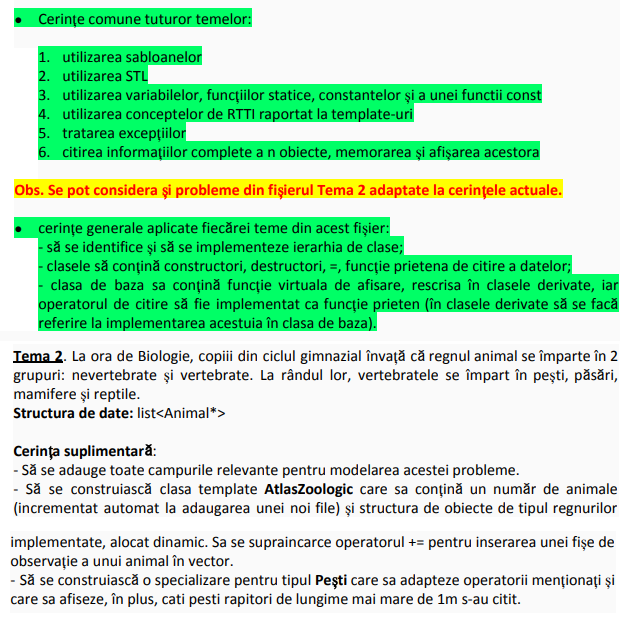 • Cerinţe comune tuturor temelor:
1. utilizarea sabloanelor
2. utilizarea STL
3. utilizarea variabilelor, funcţiilor statice, constantelor şi a unei functii const
4. utilizarea conceptelor de RTTI raportat la template-uri
5. tratarea excepţiilor
6. citirea informaţiilor complete a n obiecte, memorarea şi afişarea acestora
Obs. Se pot considera şi probleme din fişierul Tema 2 adaptate la cerinţele actuale.
• cerinţe generale aplicate fiecărei teme din acest fişier:
- să se identifice şi să se implementeze ierarhia de clase;
- clasele să conţină constructori, destructori, =, funcţie prietena de citire a datelor;
- clasa de baza sa conţină funcţie virtuala de afisare, rescrisa în clasele derivate, iar
operatorul de citire să fie implementat ca funcţie prieten (în clasele derivate să se facă
referire la implementarea acestuia în clasa de baza).
Tema 2. La ora de Biologie, copiii din ciclul gimnazial învaţă că regnul animal se împarte în 2
grupuri: nevertebrate şi vertebrate. La rândul lor, vertebratele se împart în peşti, păsări,
mamifere şi reptile.
Structura de date: list<Animal*>
Cerinţa suplimentară:
- Să se adauge toate campurile relevante pentru modelarea acestei probleme.
- Să se construiască clasa template AtlasZoologic care sa conţină un număr de animale
(incrementat automat la adaugarea unei noi file) şi structura de obiecte de tipul regnurilor
implementate, alocat dinamic. Sa se supraincarce operatorul += pentru inserarea unei fişe de
observaţie a unui animal în vector.
- Să se construiască o specializare pentru tipul Peşti care sa adapteze operatorii menţionaţi şi
care sa afiseze, în plus, cati pesti rapitori de lungime mai mare de 1m s-au citit.